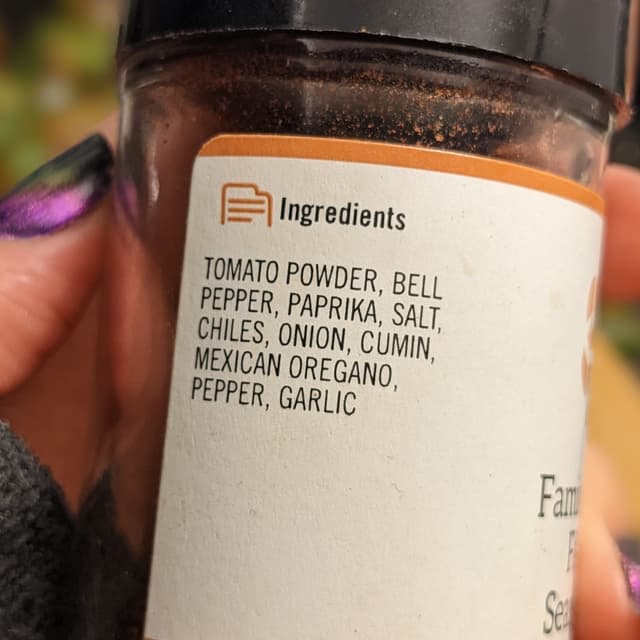 Ingredients
TOMATO POWDER, BELL
PEPPER, PAPRIKA, SALT,
CHILES, ONION, CUMIN,
MEXICAN OREGANO,
PEPPER, GARLIC